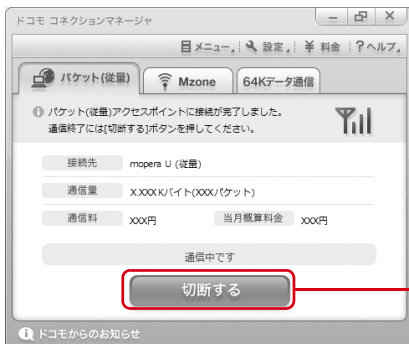 ドコモ コネクションマネージャ
メニュー 設定 ¥ 料金 ?ヘルプ
パケット(従量) Mzone 64Kデータ通信
パケット(従量)アクセスポイントに接続が完了しました。
通信終了には[切断する]ボタンを押してください。
接続先 mopera U (従量)
通信量 X.XXX Kバイト(XXXパケット)
通信料 XXX円 当月概算料金 XXX円
通信中です
切断する
ドコモからのお知らせ